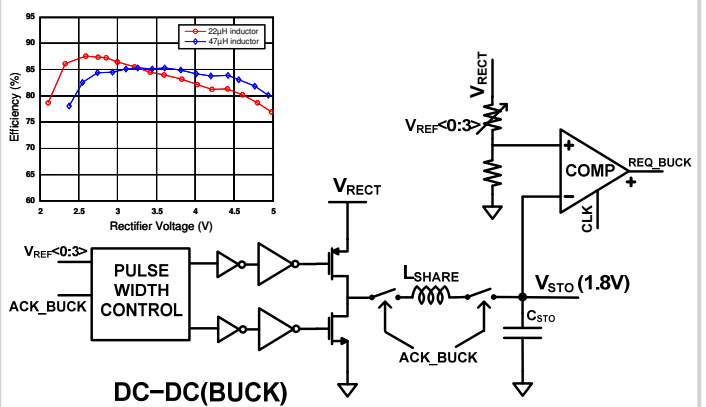 95
90
85
80
75
70
65
60
2
2.5
3
3.5
4
4.5
5
Efficiency (%)
Rectifier Voltage (V)
22μH inductor
47μH inductor
VRECT
VREF<0:3>
+
−
COMP
+
REQ_BUCK
CLK
VRECT
VREF<0:3>
ACK_BUCK
PULSE
WIDTH
CONTROL
LSHARE
ACK_BUCK
VSTO (1.8V)
CSTO
DC−DC(BUCK)